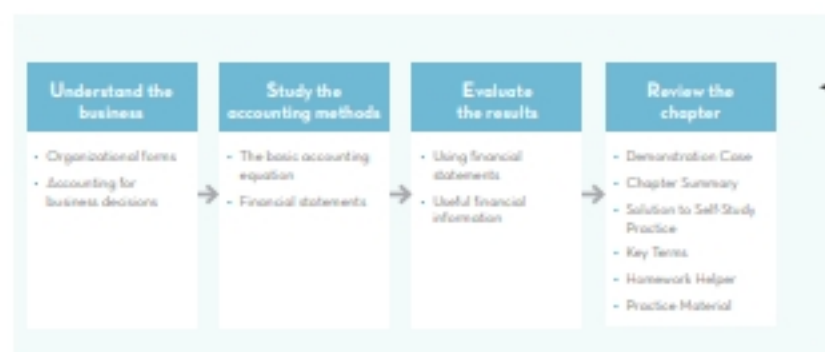 Understand the
business
• Organizational forms
• Accounting for
business decisions
Study the
accounting methods
• The basic accounting
equation
• Financial statements
Evaluate
the results
• Using financial
statements
• Useful financial
information
Review the
chapter
• Demonstration Case
• Chapter Summary
• Solution to Self-Study
Practice
• Key Terms
• Homework Helper
• Practice Material